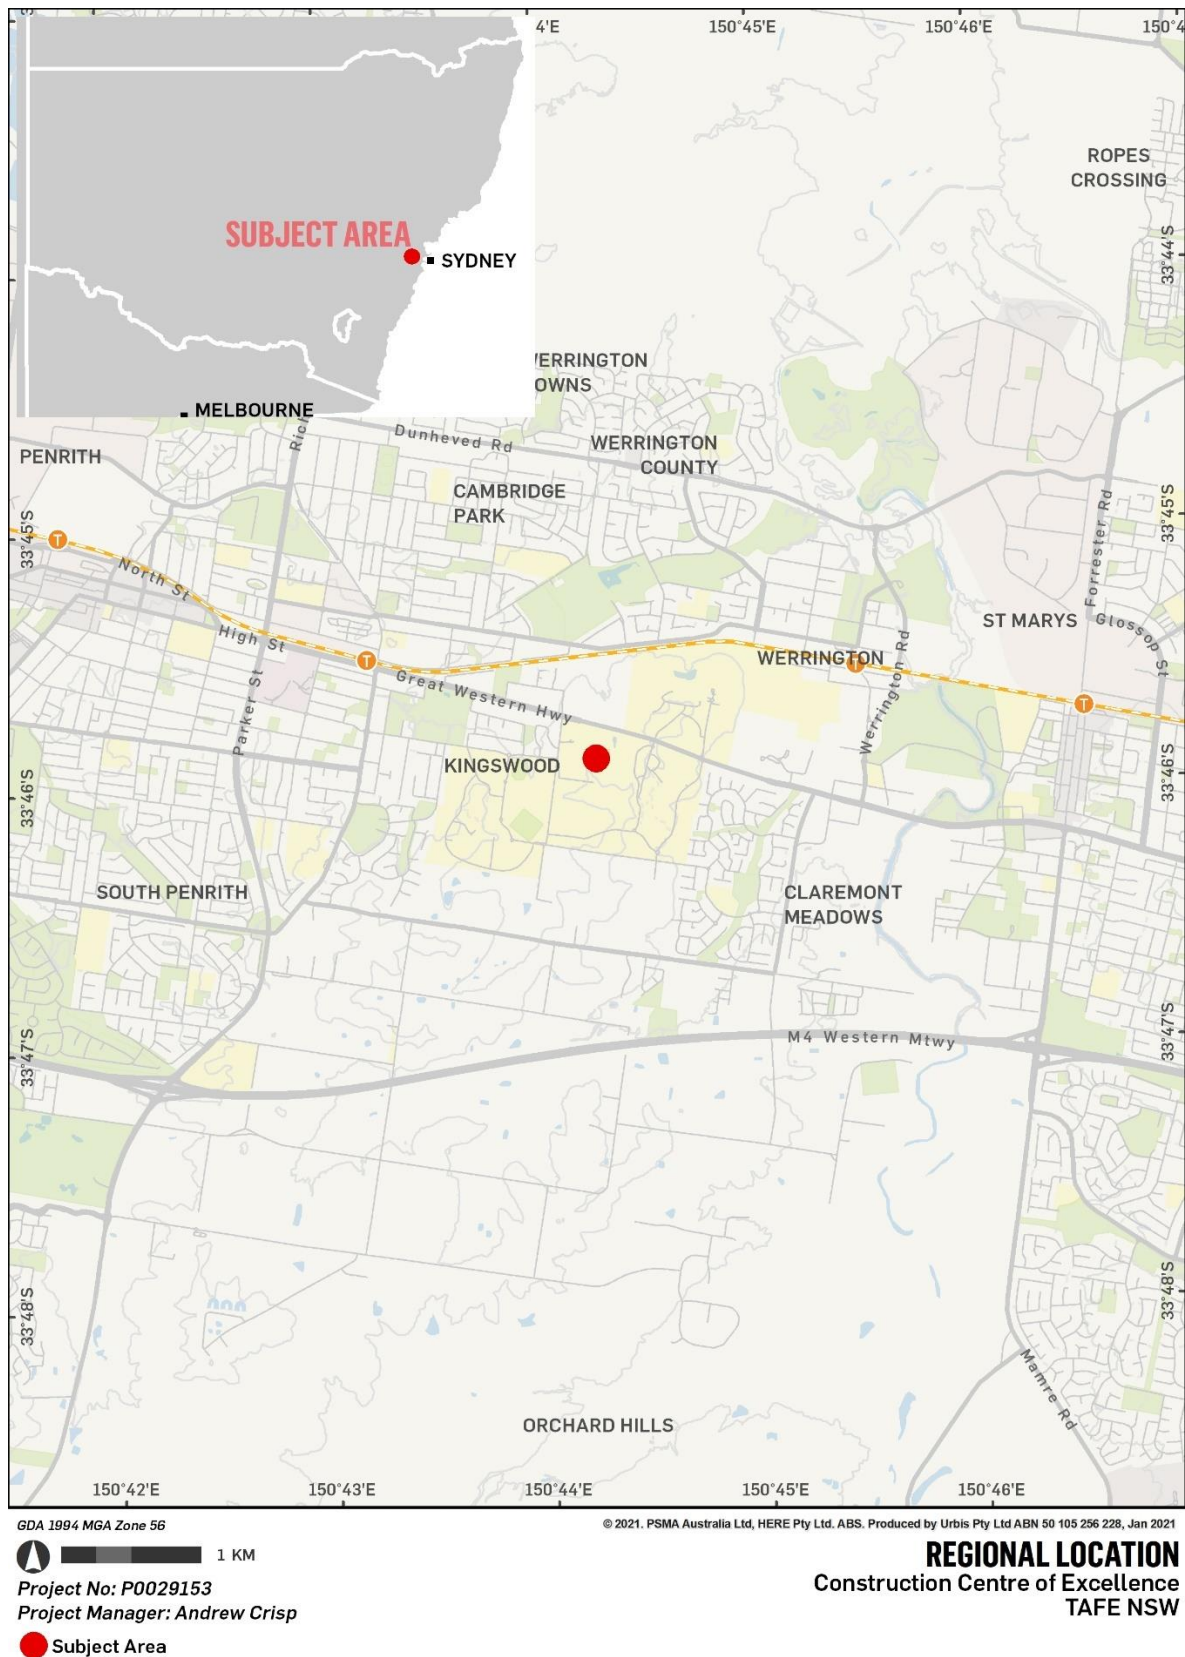 4'E
150°45'E
150°46'E
150°4
ROPES
CROSSING
33°44'S
SUBJECT AREA
SYDNEY
MELBOURNE
WERRINGTON
OWNS
Dunheved Rd
WERRINGTON
COUNTY
PENRITH
CAMBRIDGE
PARK
33°45'S
33°45'S
Forrester Rd
North St
High St
ST MARYS
Glossop St
WERRINGTON
Werrington Rd
Great Western Hwy
Parker St
KINGSWOOD
33°46'S
33°46'S
SOUTH PENRITH
CLAREMONT
MEADOWS
M4 Western Mtwy
33°47'S
33°47'S
33°48'S
33°48'S
Mamre Rd
ORCHARD HILLS
150°42'E
150°43'E
150°44'E
150°45'E
150°46'E
GDA 1994 MGA Zone 56
© 2021. PSMA Australia Ltd, HERE Pty Ltd. ABS. Produced by Urbis Pty Ltd ABN 50 105 256 228, Jan 2021
1 KM
REGIONAL LOCATION
Construction Centre of Excellence
TAFE NSW
Project No: P0029153
Project Manager: Andrew Crisp
Subject Area
T
T
T
T